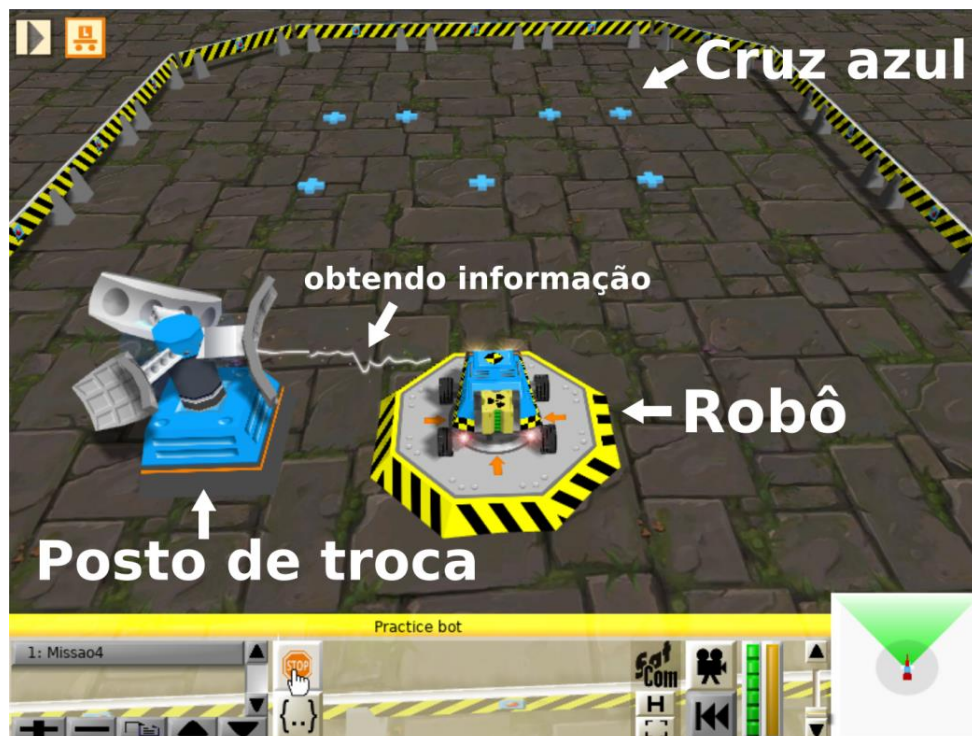 Cruz azul
obtendo informação
Robô
Posto de troca
Practice bot
1: Missao4
STOP
Sat
Com
{..}
H